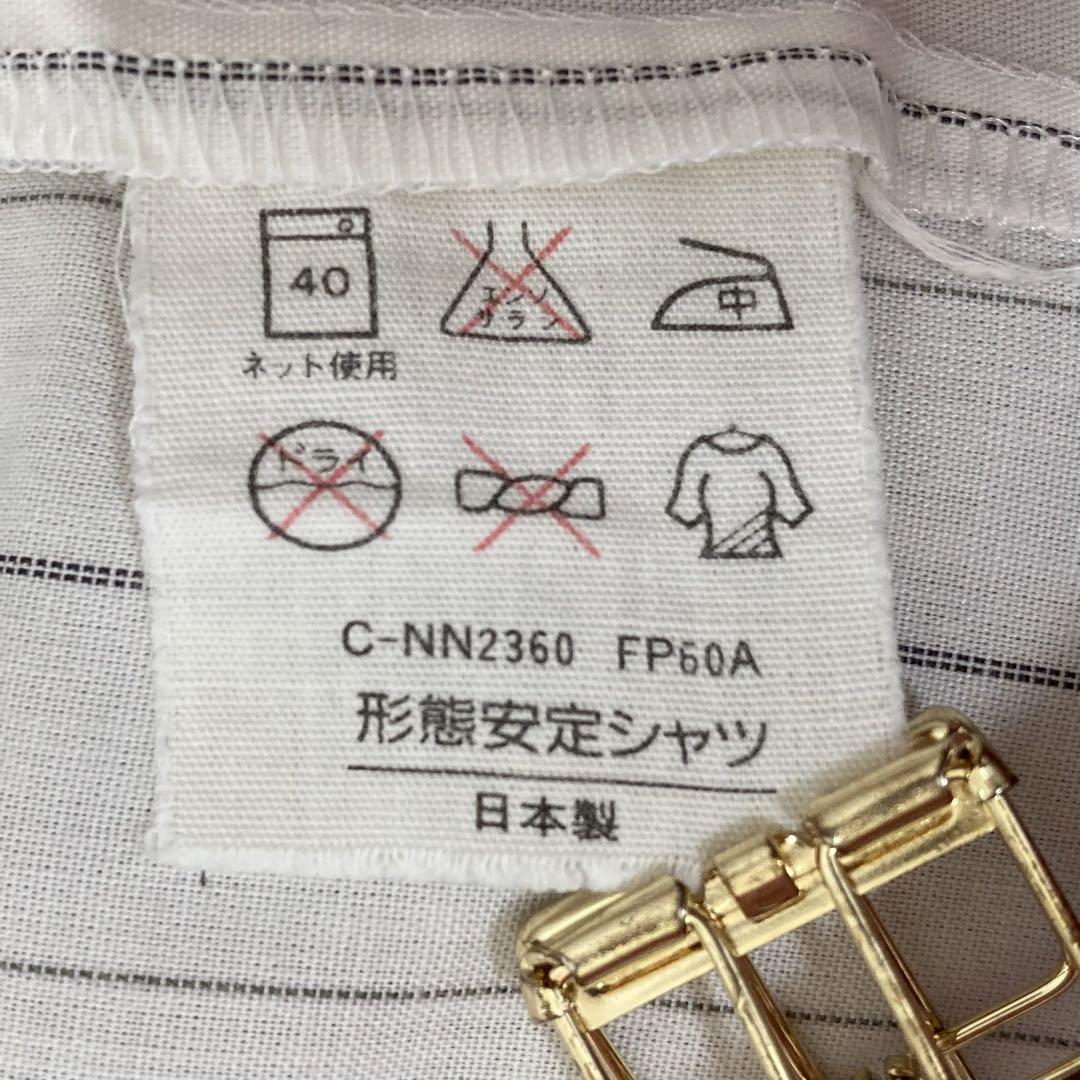 40
エンソ
サラシ
中
ネット使用
ドライ
C-NN2360 FP60A
形態安定シャツ
日本製